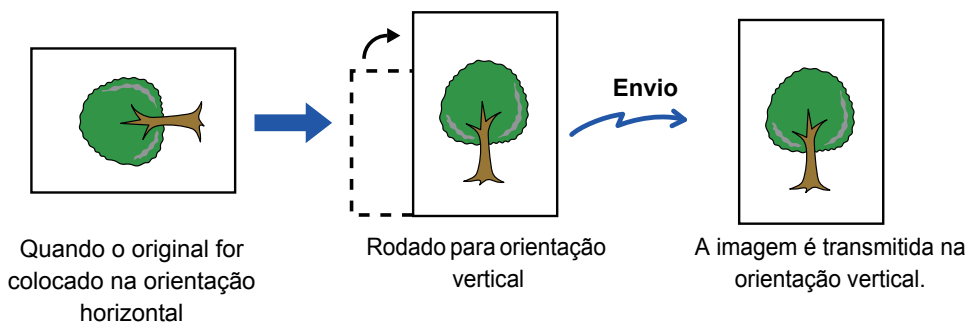 Envio
Quando o original for
colocado na orientação
horizontal
Rodado para orientação
vertical
A imagem é transmitida na
orientação vertical.